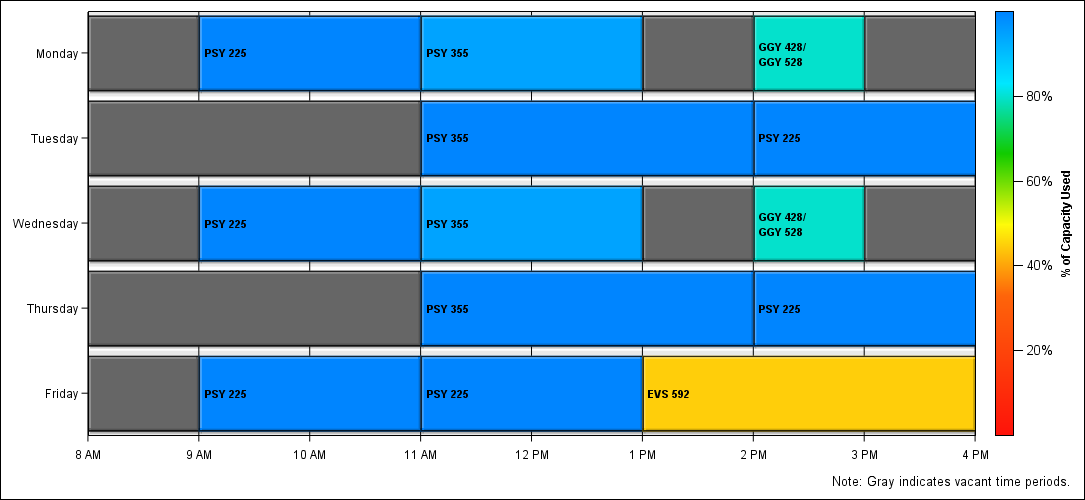 Monday
PSY 225
PSY 355
GGY 428/
GGY 528
Tuesday
PSY 355
PSY 225
Wednesday
PSY 225
PSY 355
GGY 428/
GGY 528
Thursday
PSY 355
PSY 225
Friday
PSY 225
PSY 225
EVS 592
8 AM 9 AM 10 AM 11 AM 12 PM 1 PM 2 PM 3 PM 4 PM
80%
60%
40%
20%
% of Capacity Used
Note: Gray indicates vacant time periods.